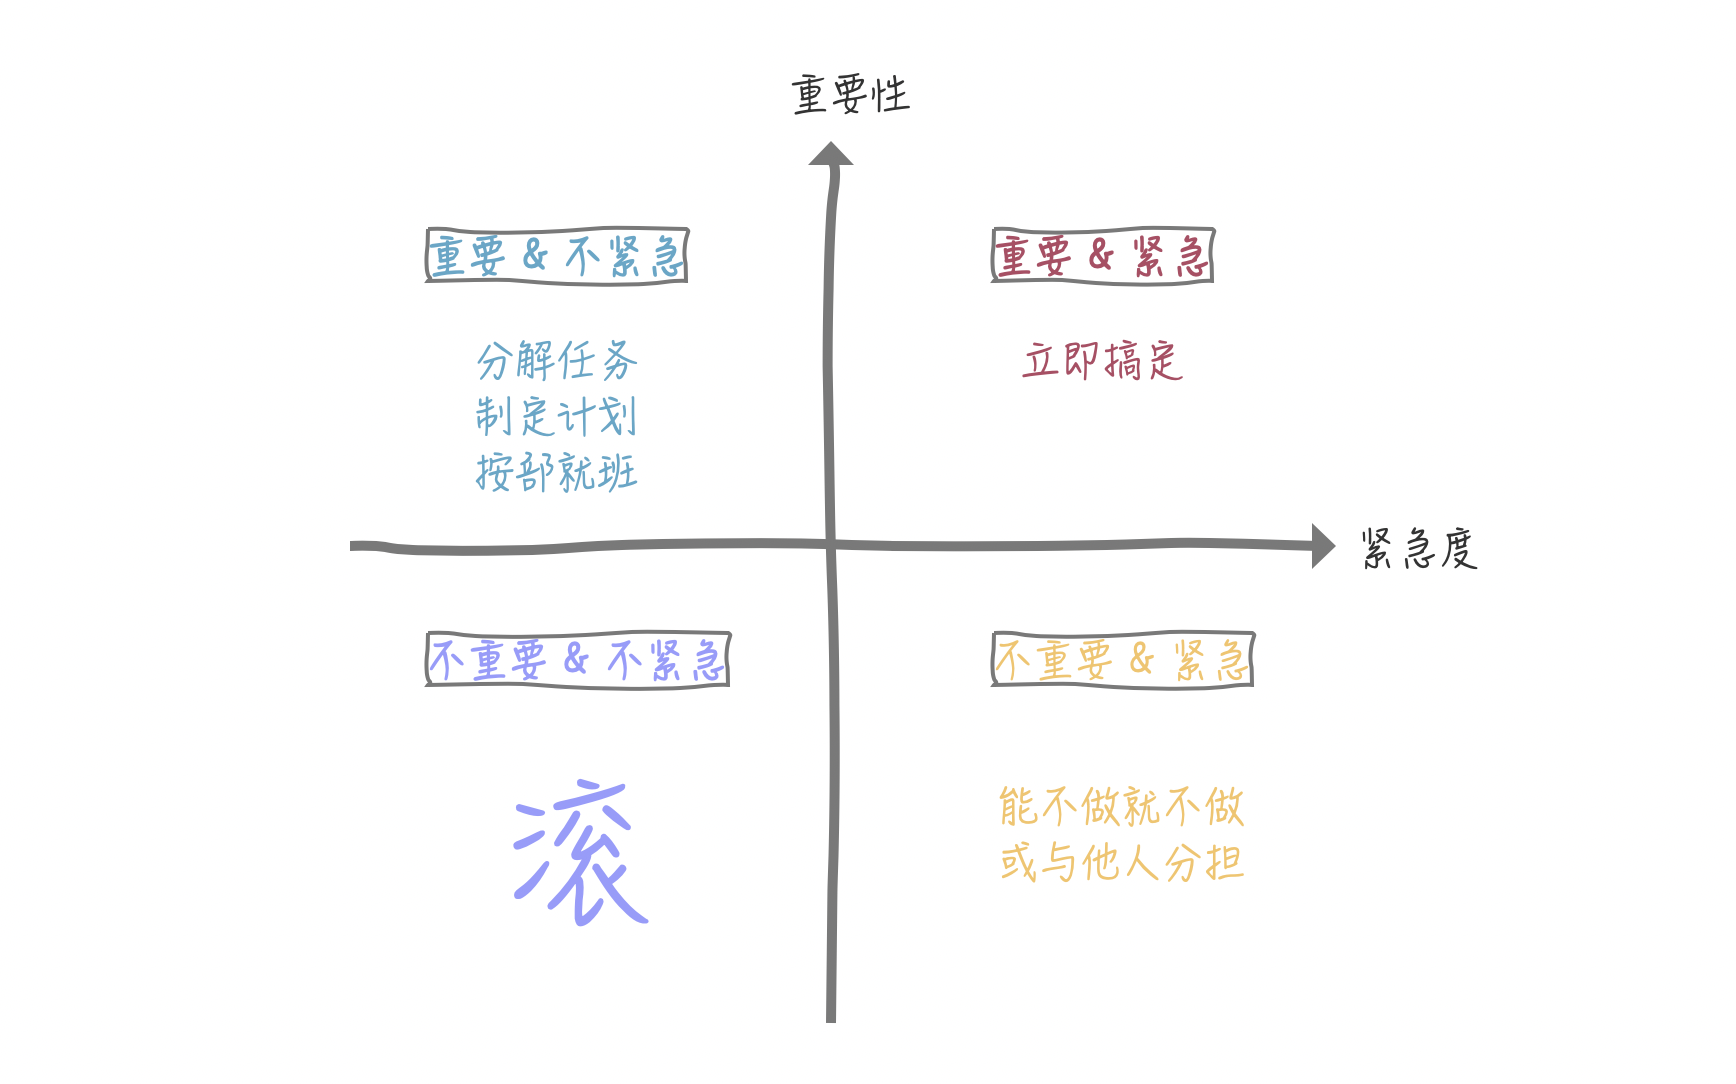 重要性
重要 & 不紧急
分解任务
制定计划
按部就班
重要 & 紧急
立即搞定
紧急度
不重要 & 不紧急
滚
不重要 & 紧急
能不做就不做
或与他人分担